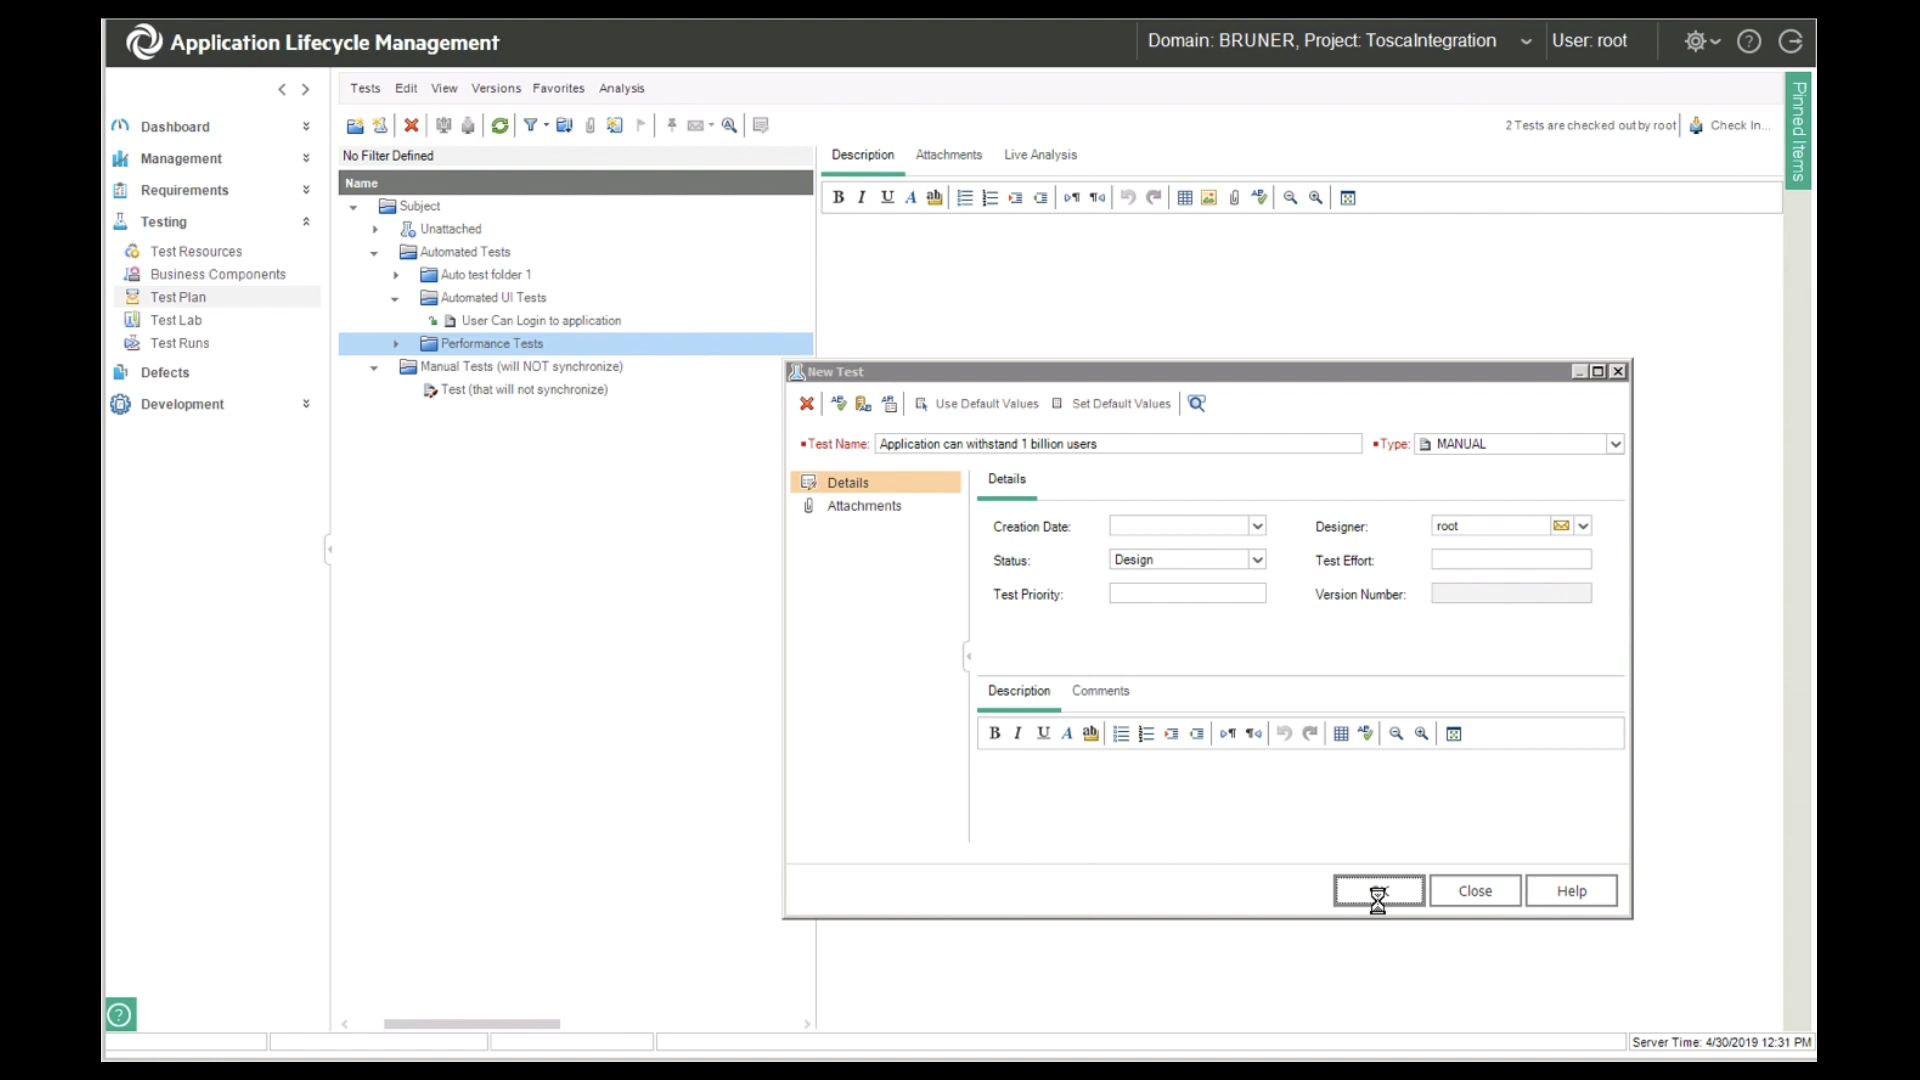 Application Lifecycle Management
Domain: BRUNER, Project: ToscaIntegration
User: root
Tests Edit View Versions Favorites Analysis
2 Tests are checked out by root
Check In...
Pinned Items
Dashboard
Management
Requirements
Testing
Test Resources
Business Components
Test Plan
Test Lab
Test Runs
Defects
Development
No Filter Defined
Name
Subject
Unattached
Automated Tests
Auto test folder 1
Automated UI Tests
User Can Login to application
Performance Tests
Manual Tests (will NOT synchronize)
Test (that will not synchronize)
Description Attachments Live Analysis
B I U A ab
New Test
Use Default Values Set Default Values
Test Name: Application can withstand 1 billion users
Type: MANUAL
Details
Attachments
Details
Creation Date:
Designer: root
Status: Design
Test Effort:
Test Priority:
Version Number:
Description Comments
B I U A ab
Close Help
Server Time: 4/30/2019 12:31 PM